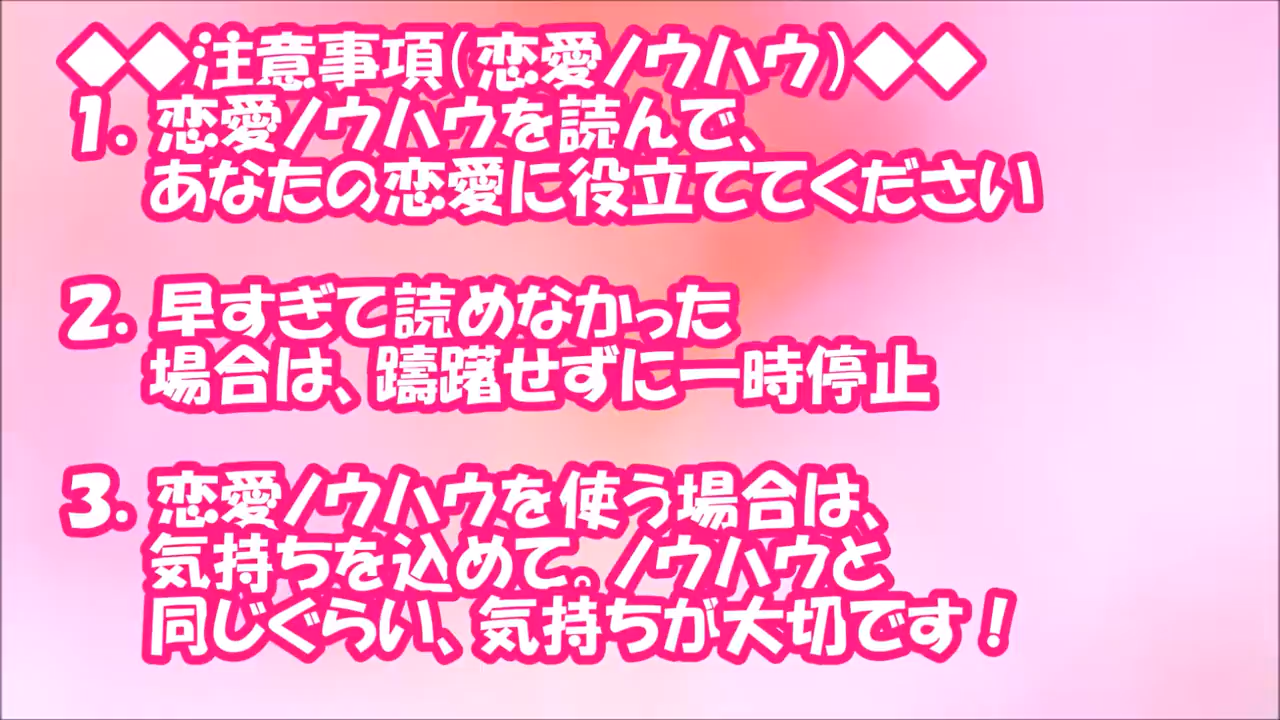 ◆◆注意事項(恋愛ノウハウ)◆◆
1. 恋愛ノウハウを読んで、
あなたの恋愛に役立ててください
2. 早すぎて読めなかった
場合は、躊躇せずに一時停止
3. 恋愛ノウハウを使う場合は、
気持ちを込めて。ノウハウと
同じぐらい、気持ちが大切です!